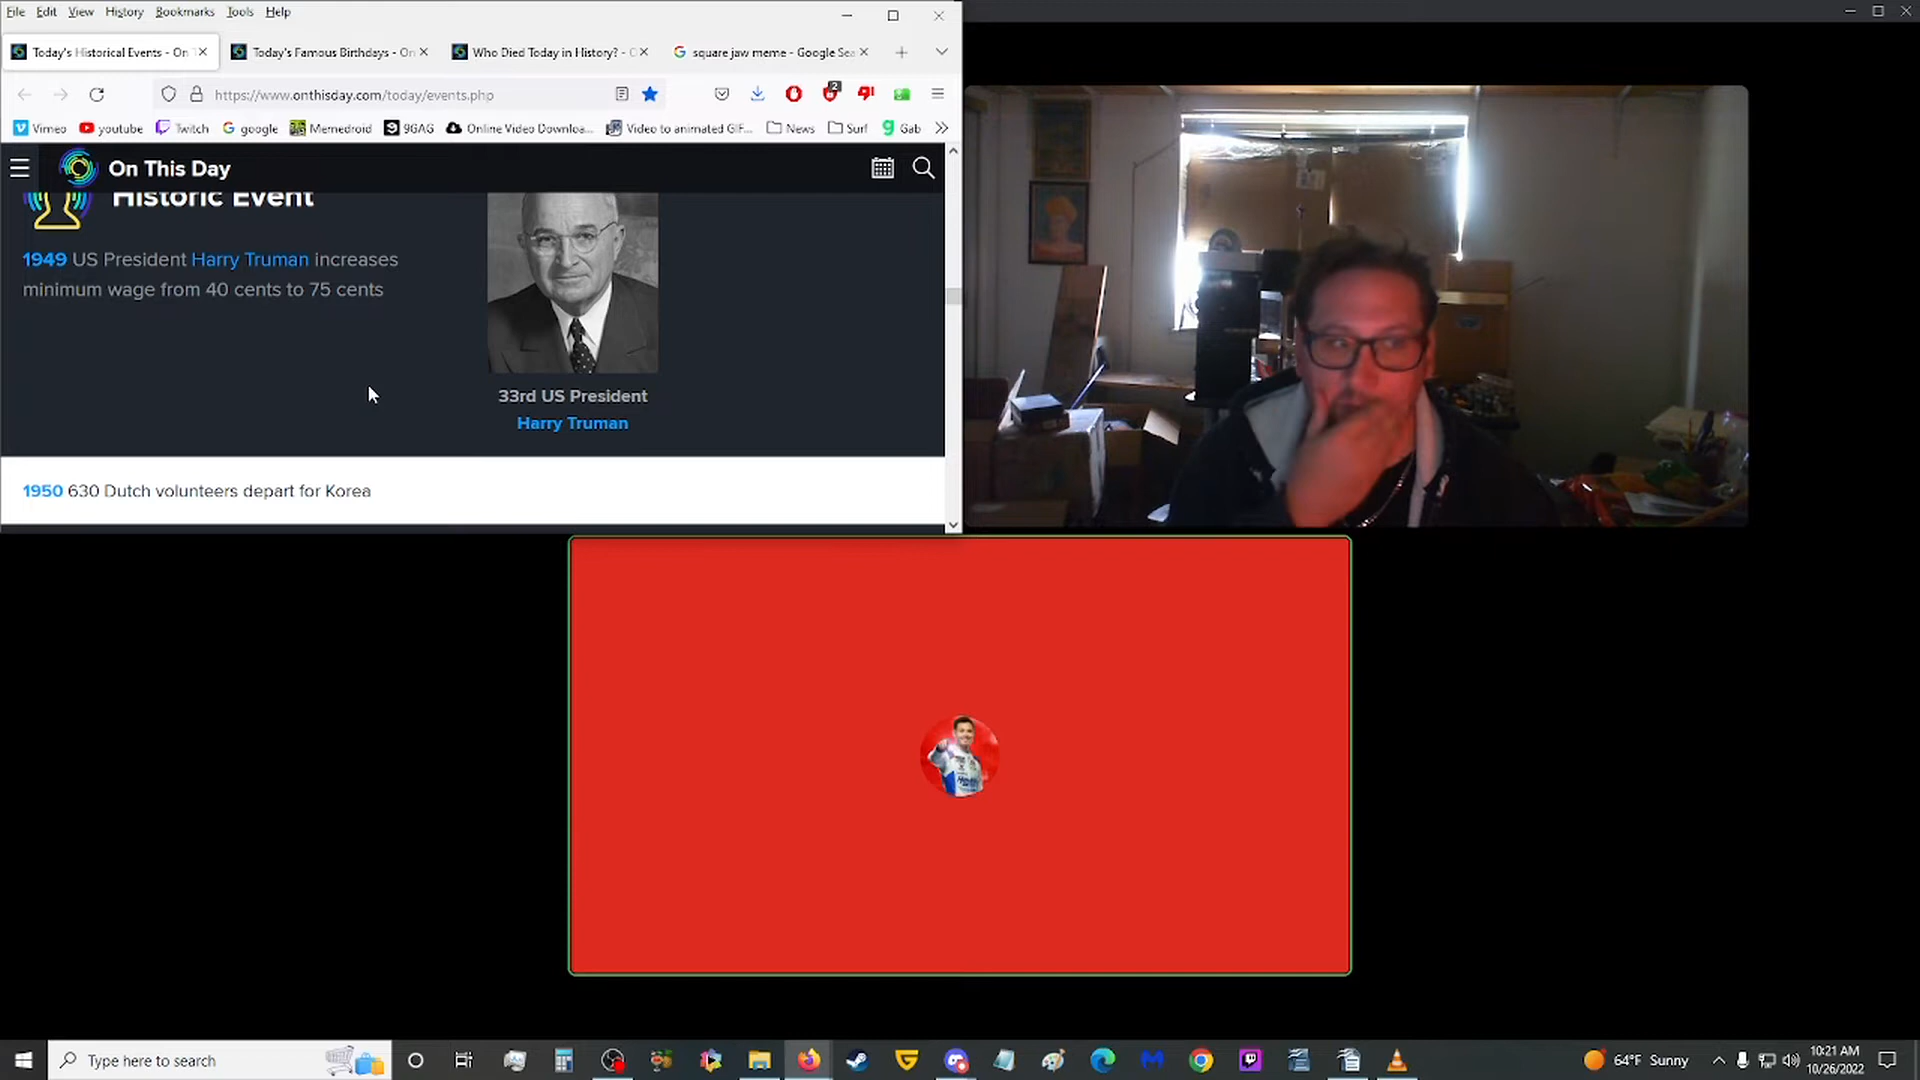 File Edit View History Bookmarks Tools Help
Today's Historical Events - On T
Today's Famous Birthdays - On
Who Died Today in History? - O
square jaw meme - Google Sea
https://www.onthisday.com/today/events.php
2
Vimeo youtube Twitch google Memedroid 9GAG Online Video Downloa... Video to animated GIF... News Surf Gab
On This Day
Historic Event
1949 US President Harry Truman increases
minimum wage from 40 cents to 75 cents
33rd US President
Harry Truman
1950 630 Dutch volunteers depart for Korea
Type here to search
64°F Sunny
10:21 AM
10/26/2022